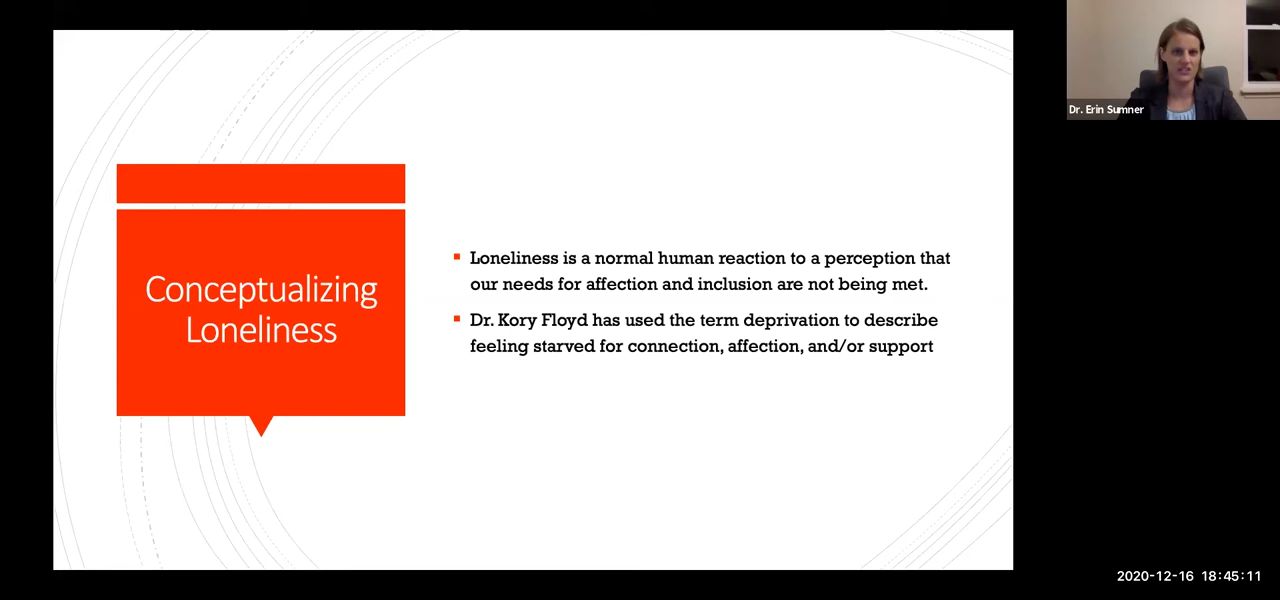 Conceptualizing
Loneliness
Loneliness is a normal human reaction to a perception that
our needs for affection and inclusion are not being met.
Dr. Kory Floyd has used the term deprivation to describe
feeling starved for connection, affection, and/or support
Dr. Erin Sumner
2020-12-16 18:45:11